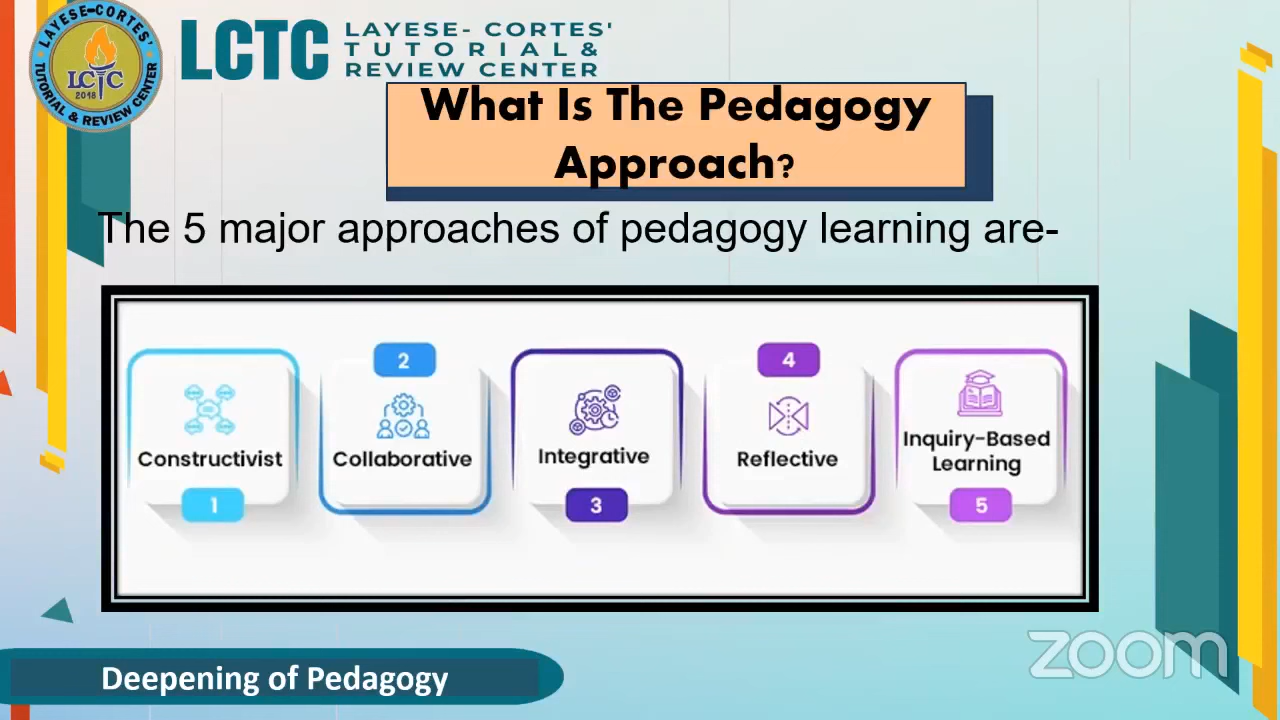 LAYESE-CORTES'
TUTORIAL & REVIEW CENTER
LCTC
2018
LCTC
LAYESE- CORTES'
TUTORIAL &
REVIEW CENTER
What Is The Pedagogy
Approach?
The 5 major approaches of pedagogy learning are-
Constructivist
1
2
Collaborative
Integrative
3
4
Reflective
Inquiry-Based
Learning
5
zoom
Deepening of Pedagogy